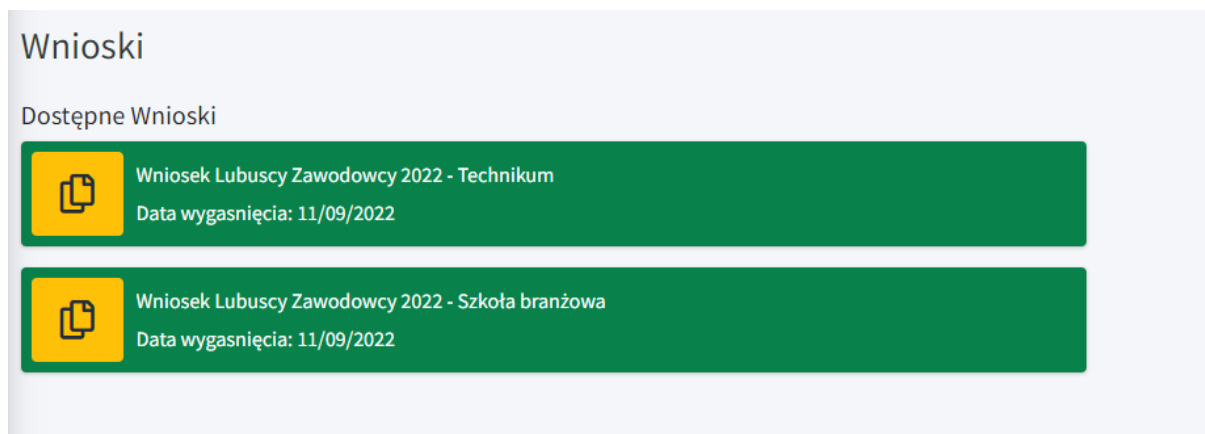 Wnioski
Dostępne Wnioski
Wniosek Lubuscy Zawodowcy 2022 - Technikum
Data wygasnięcia: 11/09/2022
Wniosek Lubuscy Zawodowcy 2022 - Szkoła branżowa
Data wygasnięcia: 11/09/2022